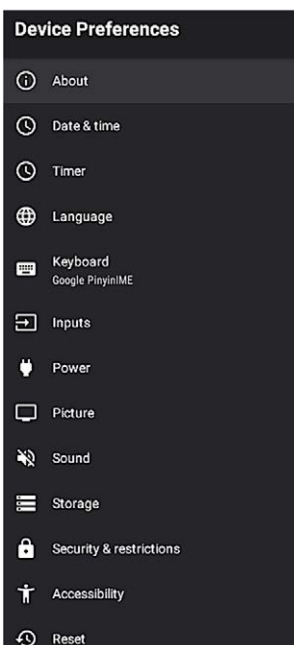 Device Preferences
About
Date & time
Timer
Language
Keyboard
Google PinyinIME
Inputs
Power
Picture
Sound
Storage
Security & restrictions
Accessibility
Reset